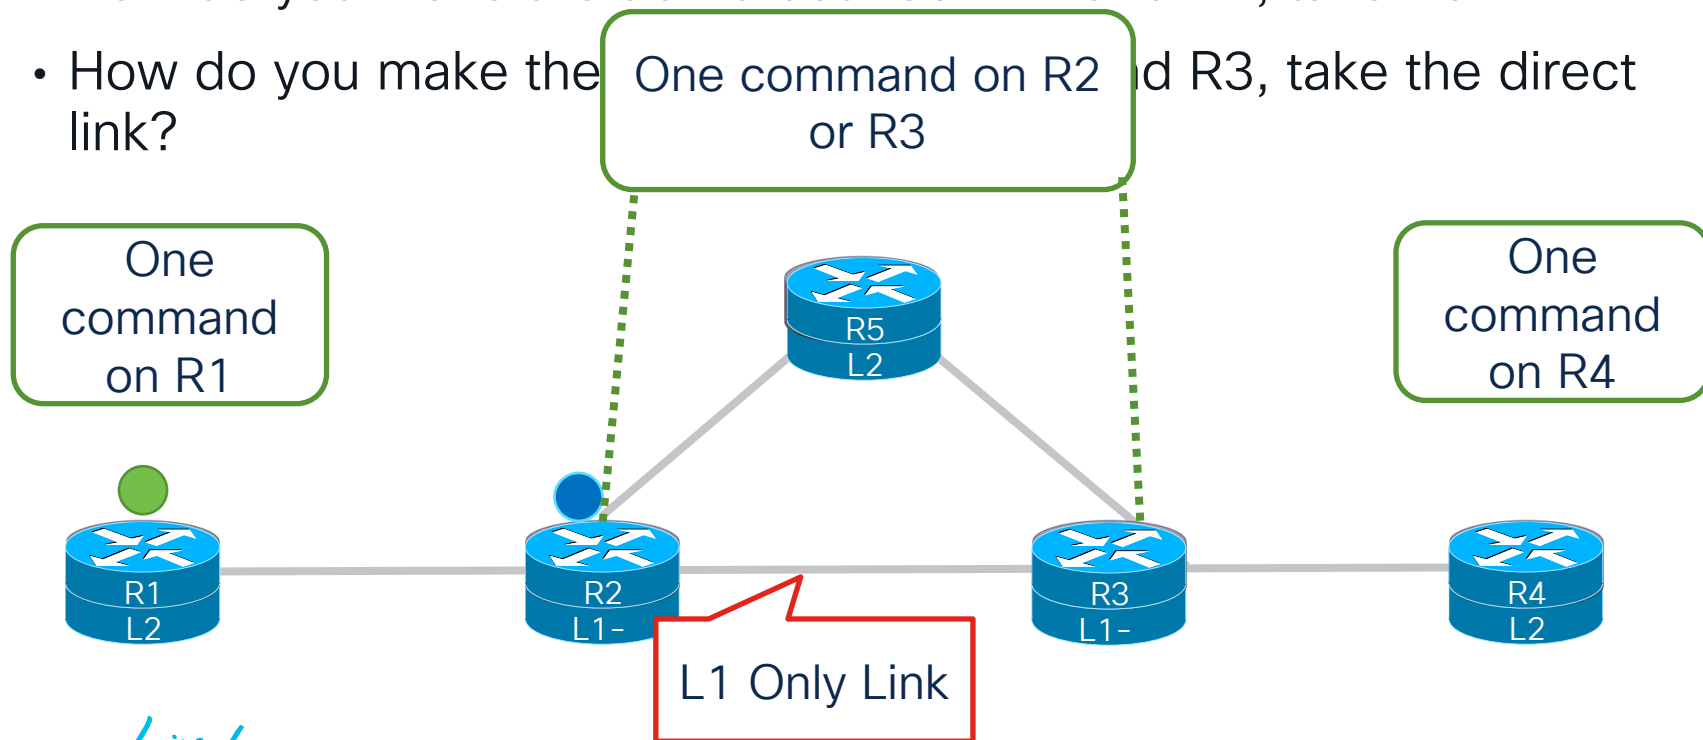 • How do you make the
d R3, take the direct
link?
One command on R2
or R3
One
command
on R1
One
command
on R4
R5
L2
R1
L2
R2
L1-
R3
L1-
R4
L2
L1 Only Link